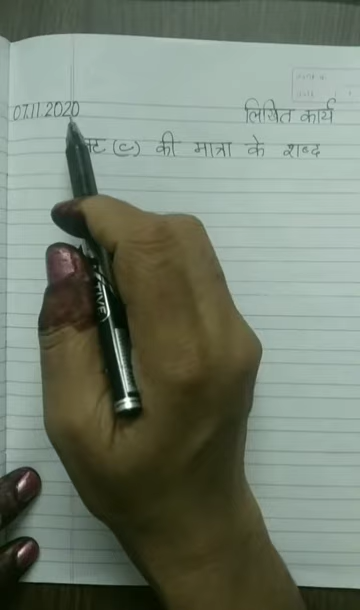 07.11.2020 लिखित कार्य
की मात्रा के शब्द